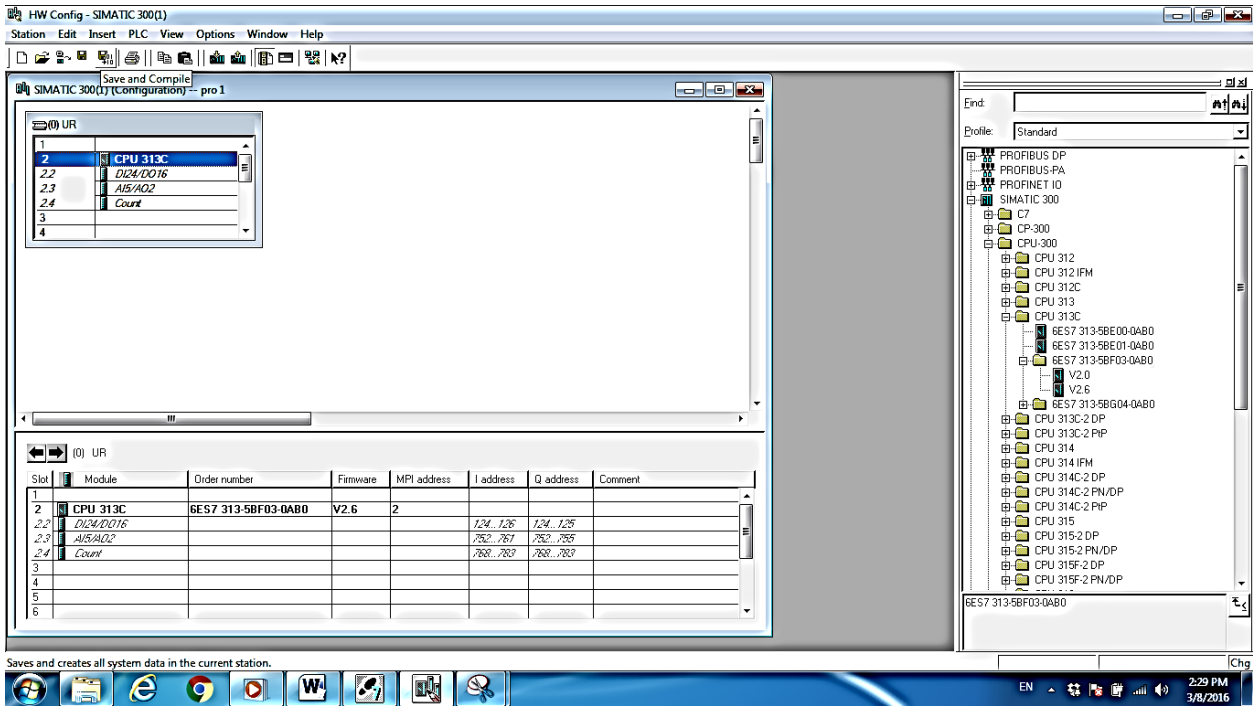 HW Config - SIMATIC 300(1)
Station Edit Insert PLC View Options Window Help
Save and Compile
SIMATIC 300(1) (Configuration) -- pro 1
(0) UR
1
2 CPU 313C
2.2 DI24/DO16
2.3 AI5/AO2
2.4 Count
3
4
(0) UR
Slot Module Order number Firmware MPI address I address Q address Comment
1
2 CPU 313C 6ES7 313-5BF03-0AB0 V2.6 2
2.2 DI24/DO16 124...126 124...125
2.3 AI5/AO2 752...761 752...755
2.4 Count 768...783 768...783
3
4
5
6
Find:
Profile: Standard
PROFIBUS DP
PROFIBUS-PA
PROFINET IO
SIMATIC 300
C7
CP-300
CPU-300
CPU 312
CPU 312 IFM
CPU 312C
CPU 313
CPU 313C
6ES7 313-5BE00-0AB0
6ES7 313-5BE01-0AB0
6ES7 313-5BF03-0AB0
V2.0
V2.6
6ES7 313-5BG04-0AB0
CPU 313C-2 DP
CPU 313C-2 PtP
CPU 314
CPU 314 IFM
CPU 314C-2 DP
CPU 314C-2 PN/DP
CPU 314C-2 PtP
CPU 315
CPU 315-2 DP
CPU 315-2 PN/DP
CPU 315F-2 DP
CPU 315F-2 PN/DP
6ES7 313-5BF03-0AB0
Saves and creates all system data in the current station.
Chg
EN
2:29 PM
3/8/2016